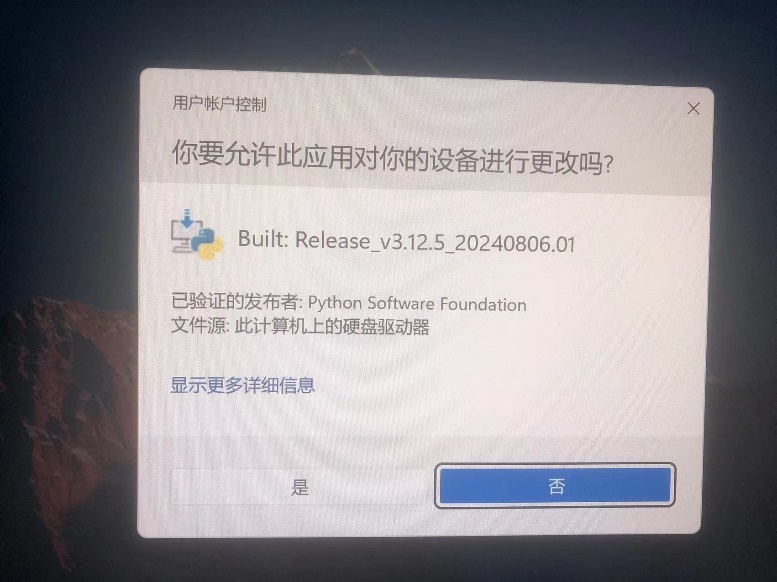 用户帐户控制
你要允许此应用对你的设备进行更改吗?
Built: Release_v3.12.5_20240806.01
已验证的发布者: Python Software Foundation
文件源: 此计算机上的硬盘驱动器
显示更多详细信息
是
否